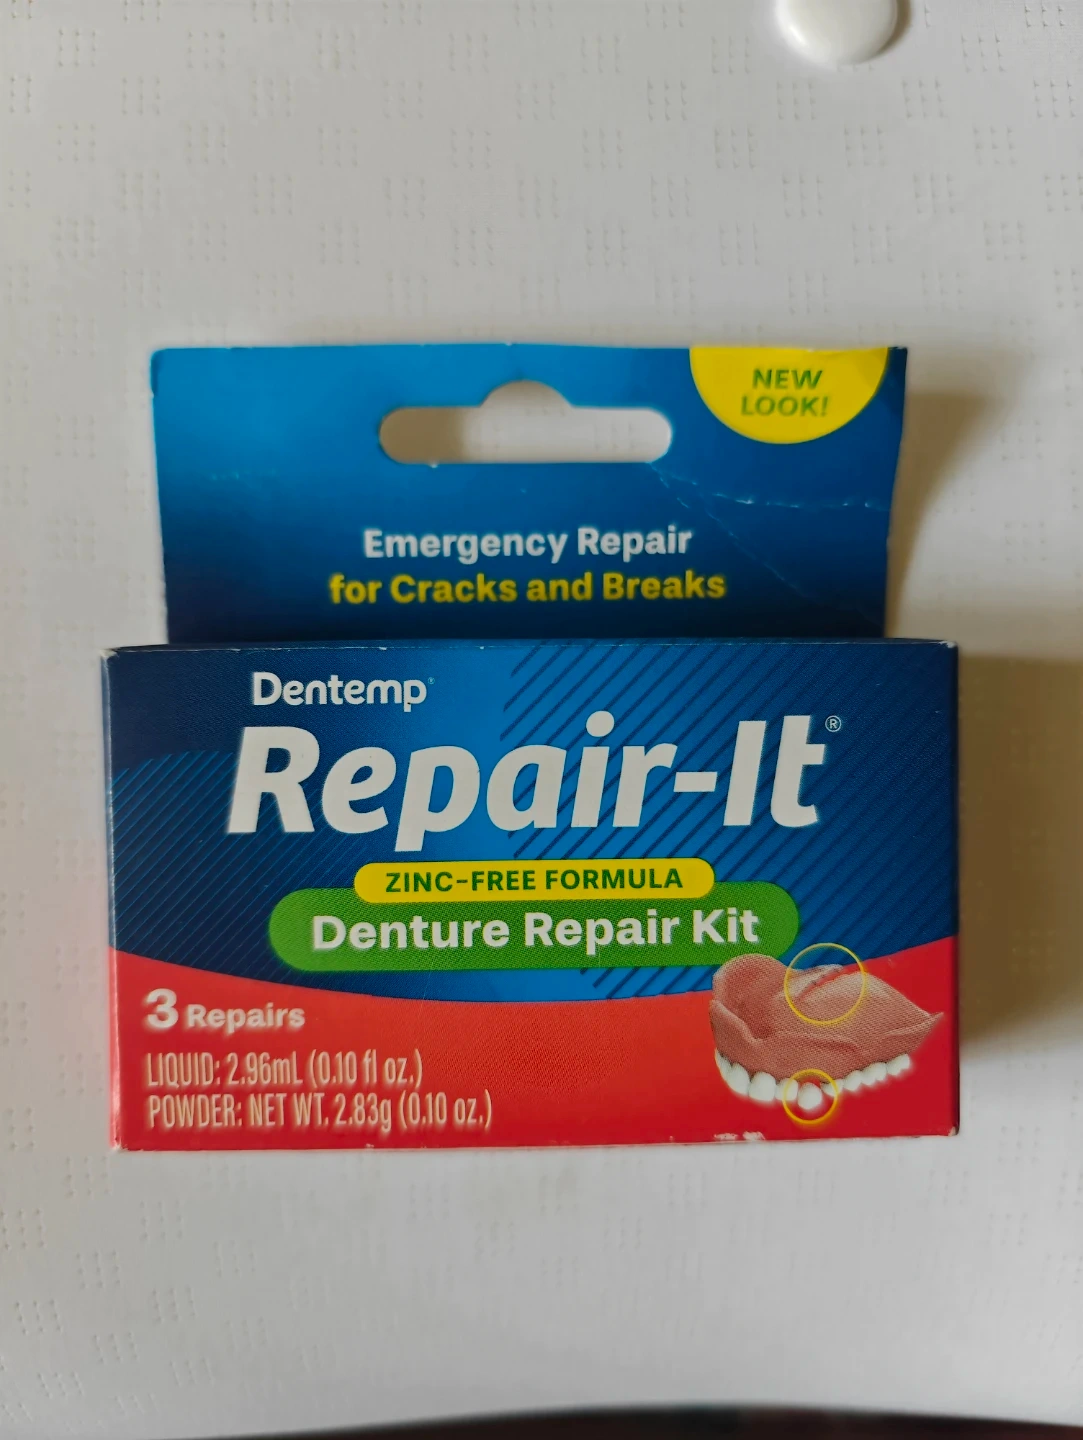 NEW
LOOK!
Emergency Repair
for Cracks and Breaks
Dentemp®
Repair-It®
ZINC-FREE FORMULA
Denture Repair Kit
3 Repairs
LIQUID: 2.96mL (0.10 fl oz.)
POWDER: NET WT. 2.83g (0.10 oz.)